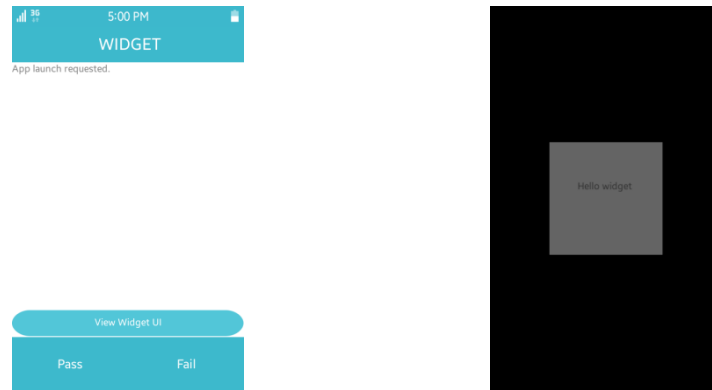 3G
5:00 PM
WIDGET
App launch requested.
View Widget UI
Pass
Fail
Hello widget